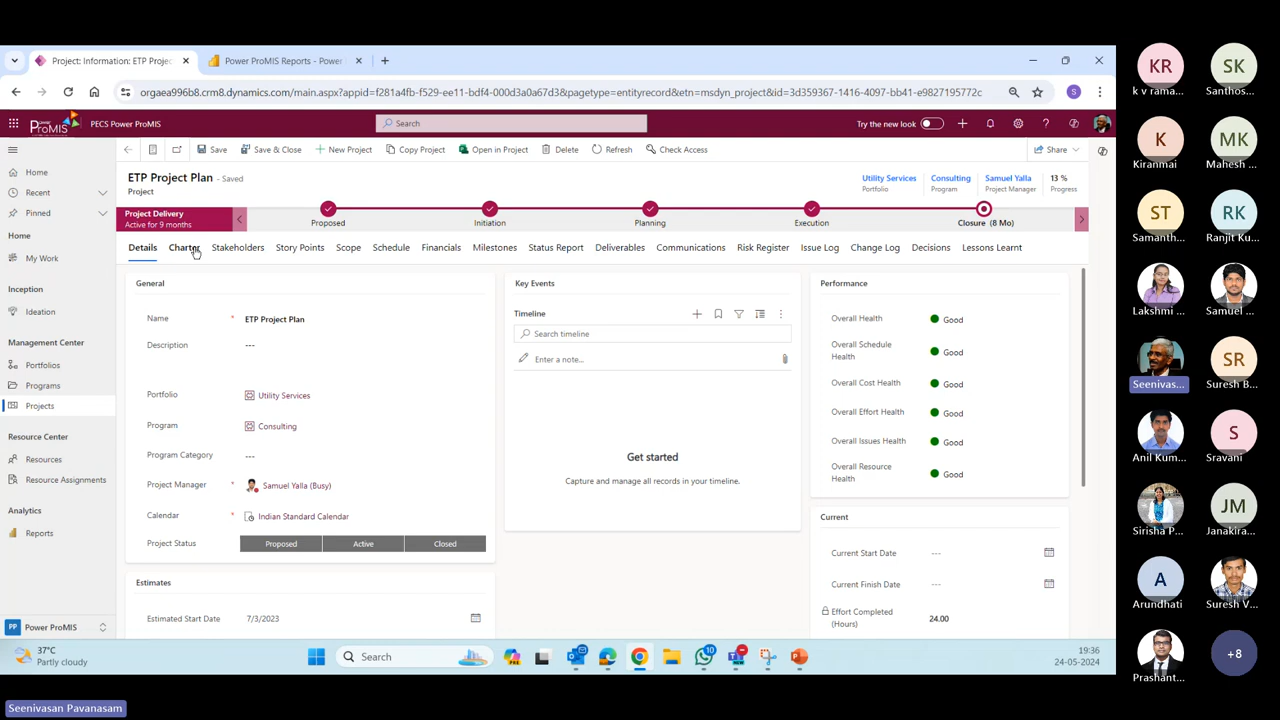 Project: Information: ETP Projec
Power ProMIS Reports - Power
orgaea996b8.crm8.dynamics.com/main.aspx?appid=f281a4fb-f529-ee11-bdf4-000d3a0a67d3&pagetype=entityrecord&etn=msdyn_project&id=3d359367-1416-4097-bb41-e9827195772c
S
power ProMIS
PECS Power ProMIS
Search
Try the new look
Save
Save & Close
New Project
Copy Project
Open in Project
Delete
Refresh
Check Access
Share
ETP Project Plan - Saved
Project
Utility Services
Portfolio
Consulting
Program
Samuel Yalla
Project Manager
13 %
Progress
Project Delivery
Active for 9 months
Proposed
Initiation
Planning
Execution
Closure (8 Mo)
Details
Charter
Stakeholders
Story Points
Scope
Schedule
Financials
Milestones
Status Report
Deliverables
Communications
Risk Register
Issue Log
Change Log
Decisions
Lessons Learnt
Home
Recent
Pinned
Home
My Work
Inception
Ideation
Management Center
Portfolios
Programs
Projects
Resource Center
Resources
Resource Assignments
Analytics
Reports
PP Power ProMIS
General
Name * ETP Project Plan
Description ---
Portfolio Utility Services
Program Consulting
Program Category ---
Project Manager * Samuel Yalla (Busy)
Calendar * Indian Standard Calendar
Project Status Proposed Active Closed
Estimates
Estimated Start Date 7/3/2023
Key Events
Timeline
Search timeline
Enter a note...
Get started
Capture and manage all records in your timeline.
Performance
Overall Health Good
Overall Schedule Health Good
Overall Cost Health Good
Overall Effort Health Good
Overall Issues Health Good
Overall Resource Health Good
Current
Current Start Date ---
Current Finish Date ---
Effort Completed (Hours) 24.00
37°C
Partly cloudy
Search
10
19:36
24-05-2024
KR
k v rama...
SK
Santhos...
K
Kiranmai
MK
Mahesh ...
ST
Samanth...
RK
Ranjit Ku...
Lakshmi ...
Samuel ...
Seenivas...
SR
Suresh B...
Anil Kum...
S
Sravani
Sirisha P...
JM
Janakira...
A
Arundhati
Suresh V...
Prashant...
+8
Seenivasan Pavanasam